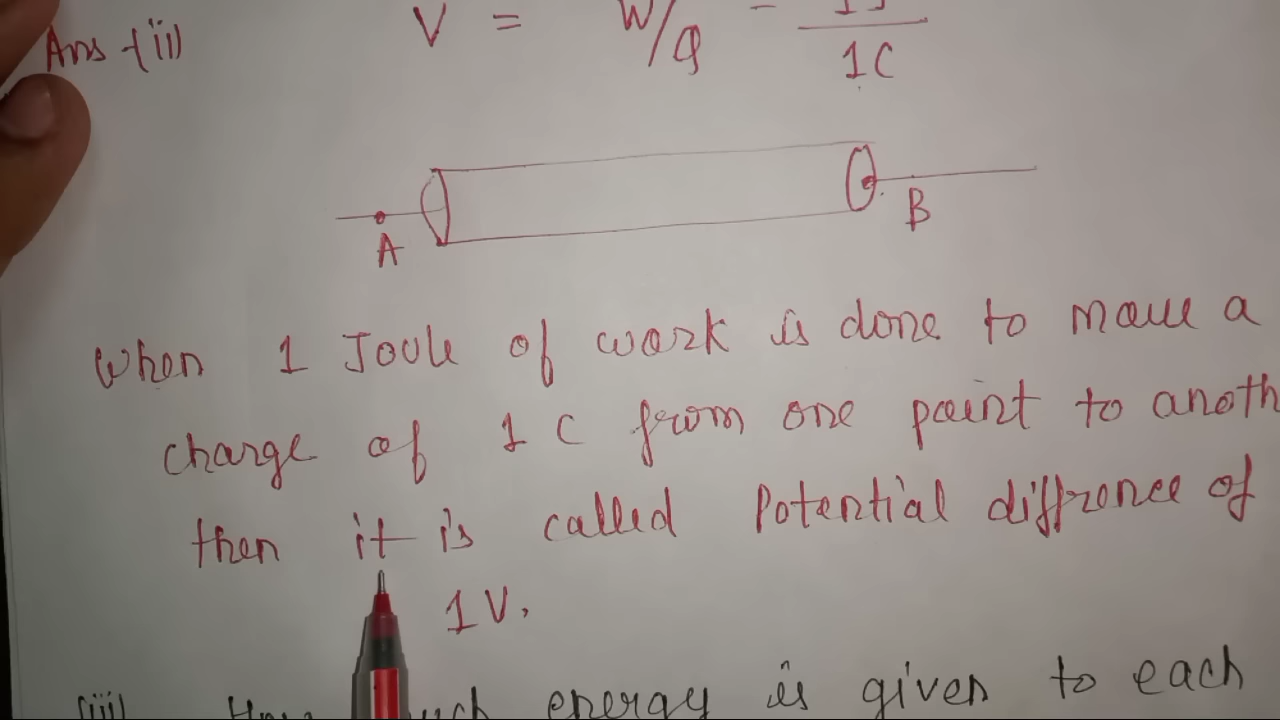 Ans -(ii) V = W/Q = 1J/1C
A B
When 1 Joule of work is done to move a
charge of 1 C from one point to anoth
then it is called Potential diffrence of
1V.
(iii) energy is given to each